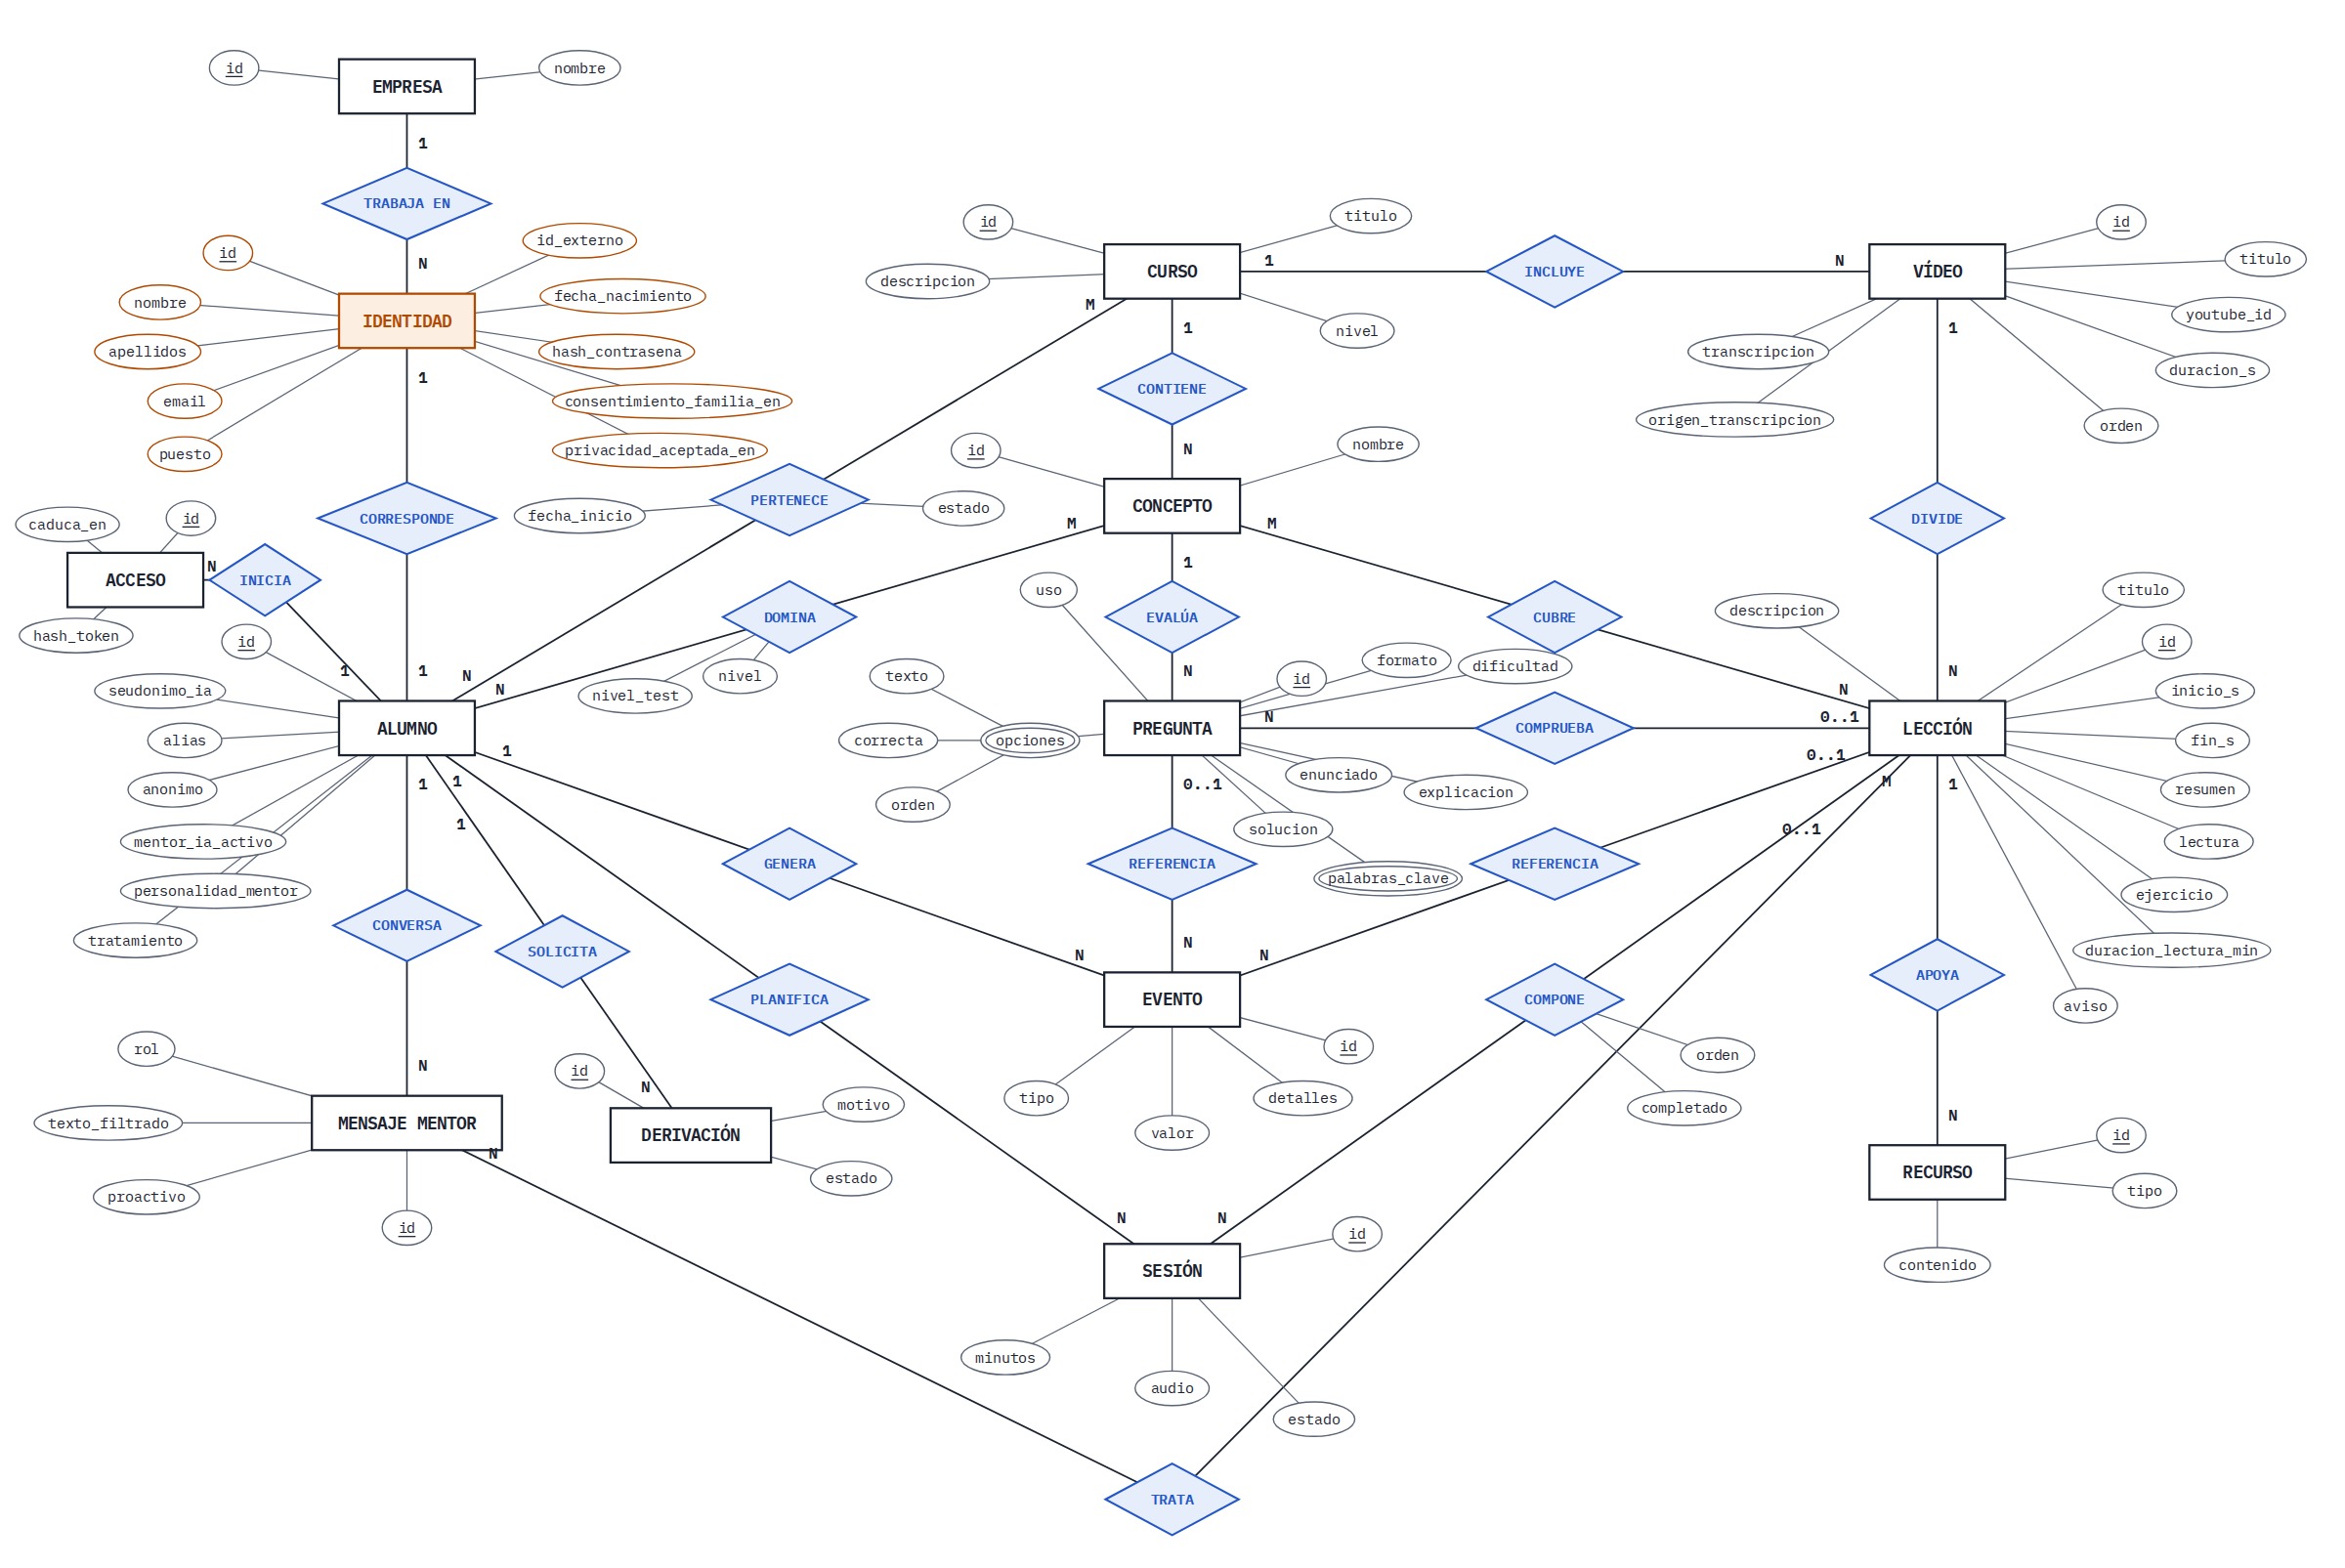 id
EMPRESA
nombre
1
TRABAJA EN
N
id
id_externo
nombre
fecha_nacimiento
IDENTIDAD
apellidos
hash_contrasena
1
email
consentimiento_familia_en
puesto
privacidad_aceptada_en
id
titulo
CURSO
1
INCLUYE
N
VÍDEO
id
titulo
descripcion
M
1
nivel
youtube_id
1
transcripcion
duracion_s
origen_transcripcion
orden
CONTIENE
N
id
nombre
PERTENECE
fecha_inicio
estado
CONCEPTO
CORRESPONDE
caduca_en
id
M
M
DIVIDE
ACCESO
N
INICIA
1
hash_token
id
uso
DOMINA
EVALÚA
CUBRE
descripcion
titulo
id
1
1
N
N
nivel_test
nivel
texto
N
id
formato
dificultad
N
N
inicio_s
seudonimo_ia
ALUMNO
alias
correcta
opciones
PREGUNTA
N
COMPRUEBA
0..1
LECCIÓN
fin_s
1
0..1
anonimo
1
1
orden
0..1
enunciado
explicacion
M
1
resumen
1
solucion
0..1
mentor_ia_activo
lectura
GENERA
REFERENCIA
REFERENCIA
palabras_clave
personalidad_mentor
ejercicio
tratamiento
CONVERSA
SOLICITA
N
N
N
duracion_lectura_min
PLANIFICA
EVENTO
COMPONE
APOYA
aviso
rol
id
orden
N
id
N
tipo
detalles
completado
N
texto_filtrado
MENSAJE MENTOR
motivo
valor
DERIVACIÓN
N
estado
id
proactivo
RECURSO
tipo
id
N
N
id
contenido
SESIÓN
minutos
audio
estado
TRATA